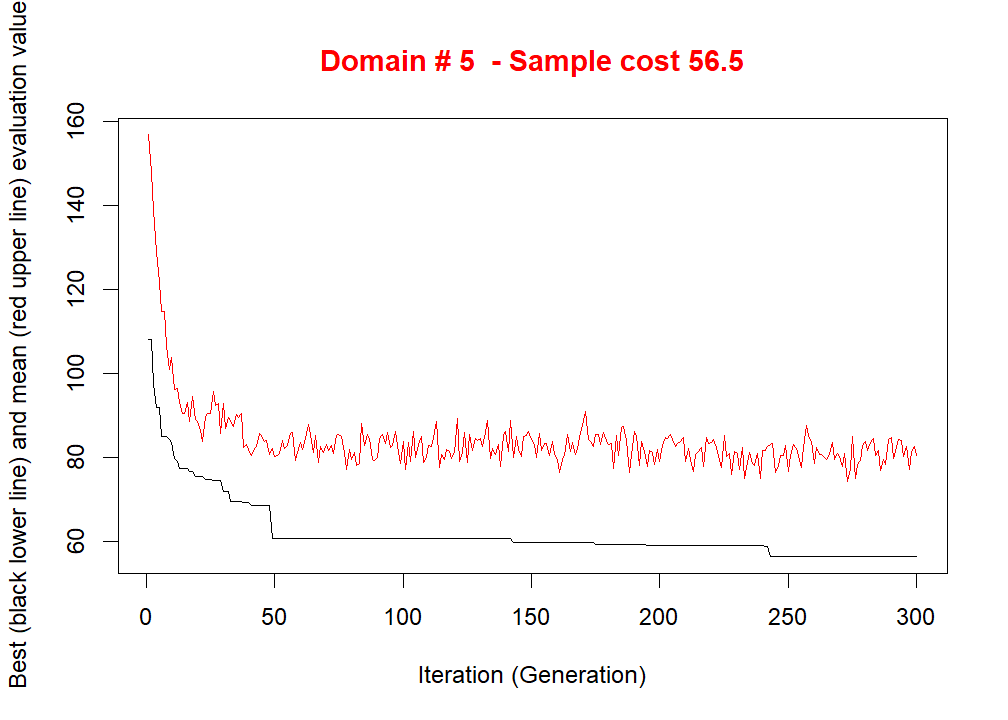 Domain # 5  - Sample cost 56.5
Best (black lower line) and mean (red upper line) evaluation value
160
140
120
100
80
60
0 50 100 150 200 250 300
Iteration (Generation)